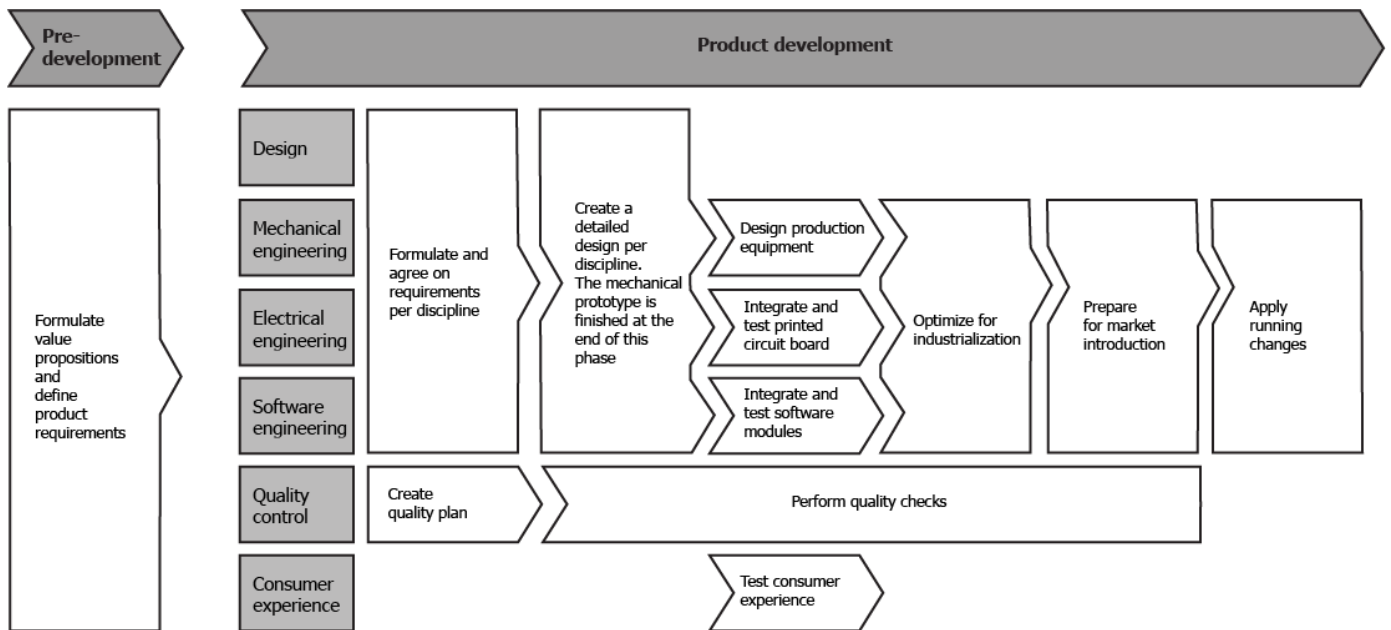 Pre-
development
Product development
Design
Mechanical
engineering
Electrical
engineering
Software
engineering
Quality
control
Consumer
experience
Formulate
value
propositions
and
define
product
requirements
Formulate and
agree on
requirements
per discipline
Create a
detailed
design per
discipline.
The mechanical
prototype is
finished at the
end of this
phase
Design production
equipment
Integrate and
test printed
circuit board
Integrate and
test software
modules
Optimize for
industrialization
Prepare
for market
introduction
Apply
running
changes
Create
quality plan
Perform quality checks
Test consumer
experience